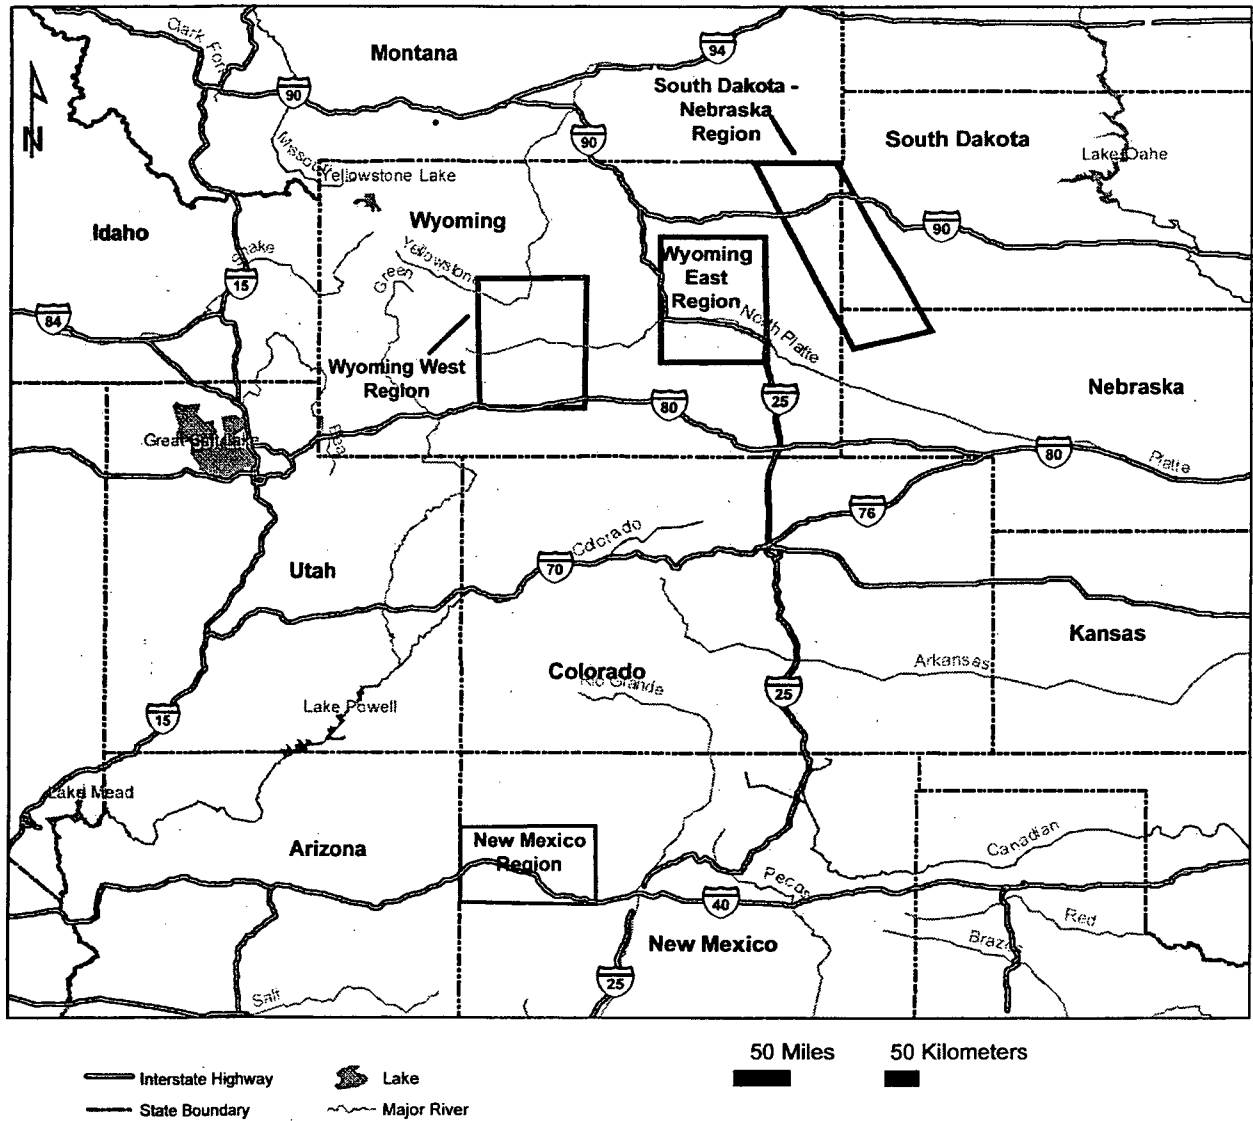 Clark Fork
Montana
94
90
South Dakota -
Nebraska
Region
90
South Dakota
Lake Oahe
N
Missouri
Yellowstone Lake
Idaho
Wyoming
90
Snake
Yellowstone
Green
Wyoming
East
Region
15
84
North Platte
Wyoming West
Region
Nebraska
80
25
Great Salt Lake
Bear
80
Platte
76
Colorado
70
Utah
Kansas
Arkansas
Colorado
Rio Grande
25
Lake Powell
15
Lake Mead
Arizona
New Mexico
Region
Canadian
Pecos
40
Red
New Mexico
Brazos
25
Salt
50 Miles
50 Kilometers
Interstate Highway
Lake
State Boundary
Major River